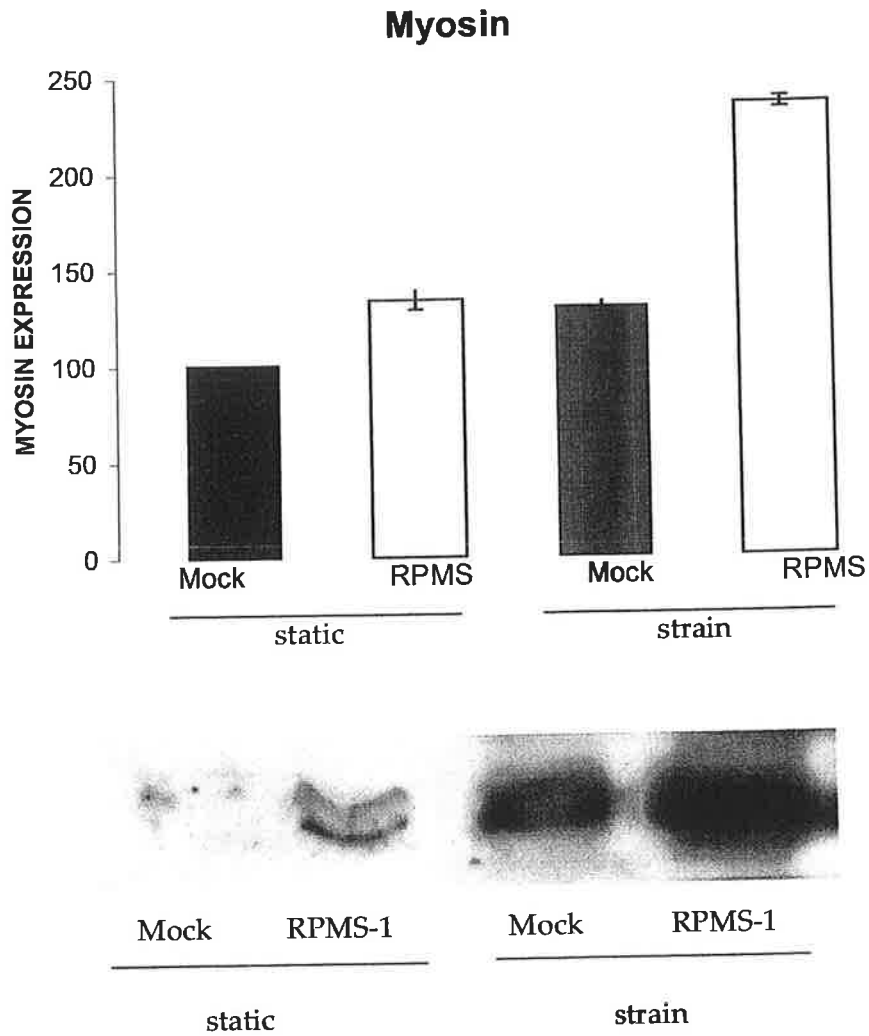 Myosin
250
200
150
100
50
0
MYOSIN EXPRESSION
Mock RPMS Mock RPMS
static strain
Mock RPMS-1 Mock RPMS-1
static strain